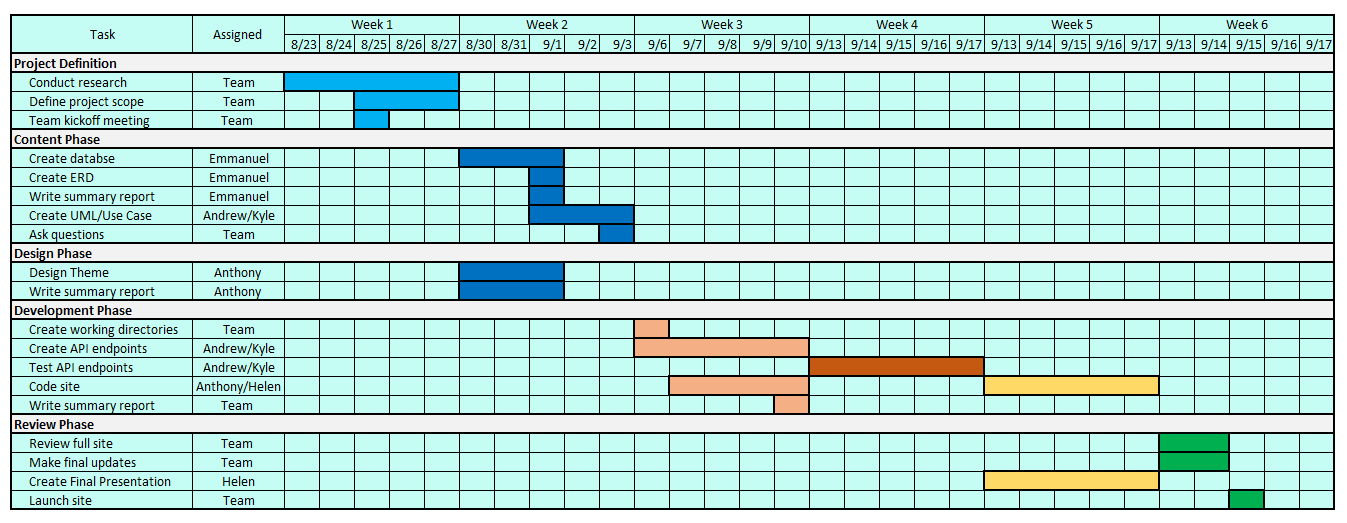 Task Assigned Week 1 Week 2 Week 3 Week 4 Week 5 Week 6
8/23 8/24 8/25 8/26 8/27 8/30 8/31 9/1 9/2 9/3 9/6 9/7 9/8 9/9 9/10 9/13 9/14 9/15 9/16 9/17 9/13 9/14 9/15 9/16 9/17 9/13 9/14 9/15 9/16 9/17
Project Definition
Conduct research Team
Define project scope Team
Team kickoff meeting Team
Content Phase
Create databse Emmanuel
Create ERD Emmanuel
Write summary report Emmanuel
Create UML/Use Case Andrew/Kyle
Ask questions Team
Design Phase
Design Theme Anthony
Write summary report Anthony
Development Phase
Create working directories Team
Create API endpoints Andrew/Kyle
Test API endpoints Andrew/Kyle
Code site Anthony/Helen
Write summary report Team
Review Phase
Review full site Team
Make final updates Team
Create Final Presentation Helen
Launch site Team